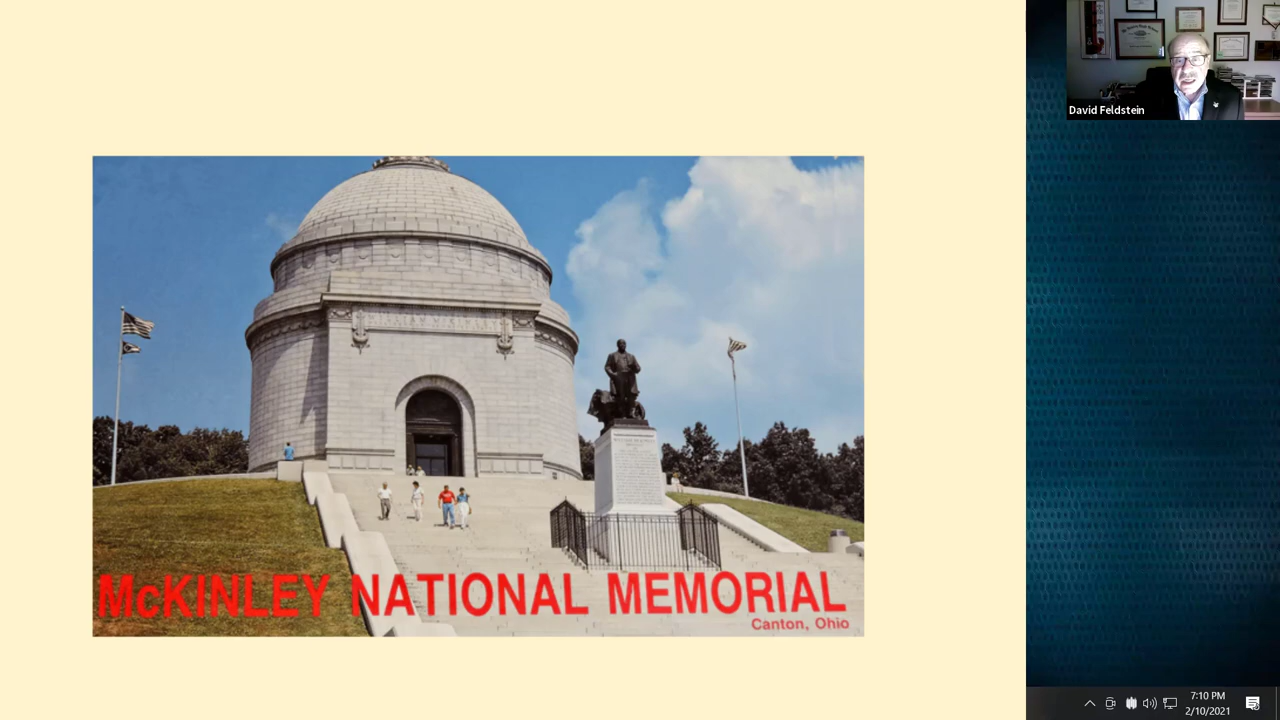 David Feldstein
McKINLEY NATIONAL MEMORIAL
Canton, Ohio
7:10 PM
2/10/2021